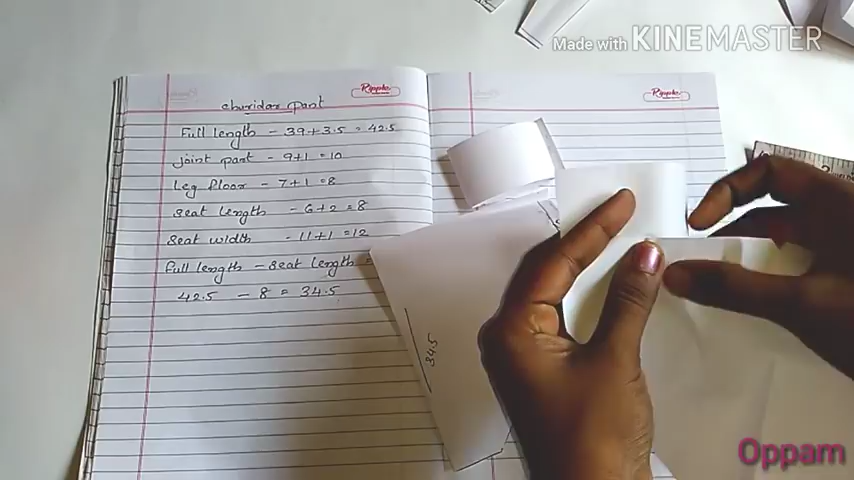 Made with KINEMASTER
Ripple
Ripple
churidar pant
Full length - 39+3.5 = 42.5
joint part - 9+1 = 10
Leg floor - 7+1 = 8
seat length - 6+2 = 8
seat width - 11+1 = 12
Full length - seat length =
42.5 - 8 = 34.5
34.5
Oppam